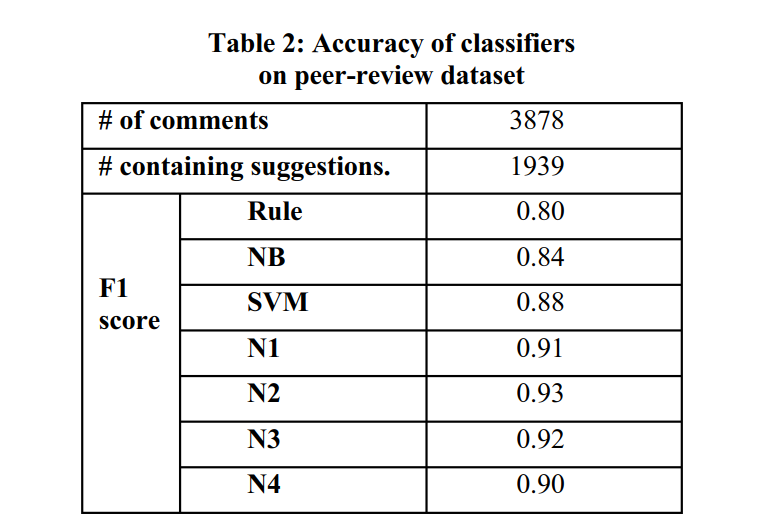 Table 2: Accuracy of classifiers
on peer-review dataset
# of comments 3878
# containing suggestions. 1939
F1
score
Rule 0.80
NB 0.84
SVM 0.88
N1 0.91
N2 0.93
N3 0.92
N4 0.90